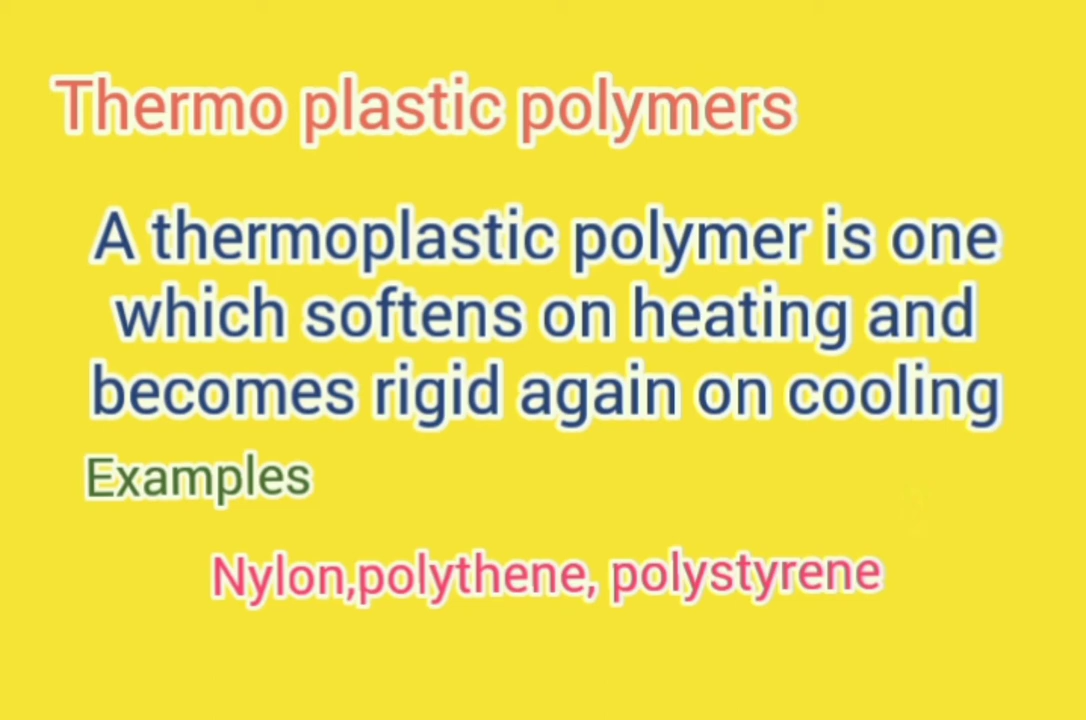 Thermo plastic polymers
A thermoplastic polymer is one
which softens on heating and
becomes rigid again on cooling
Examples
Nylon,polythene, polystyrene